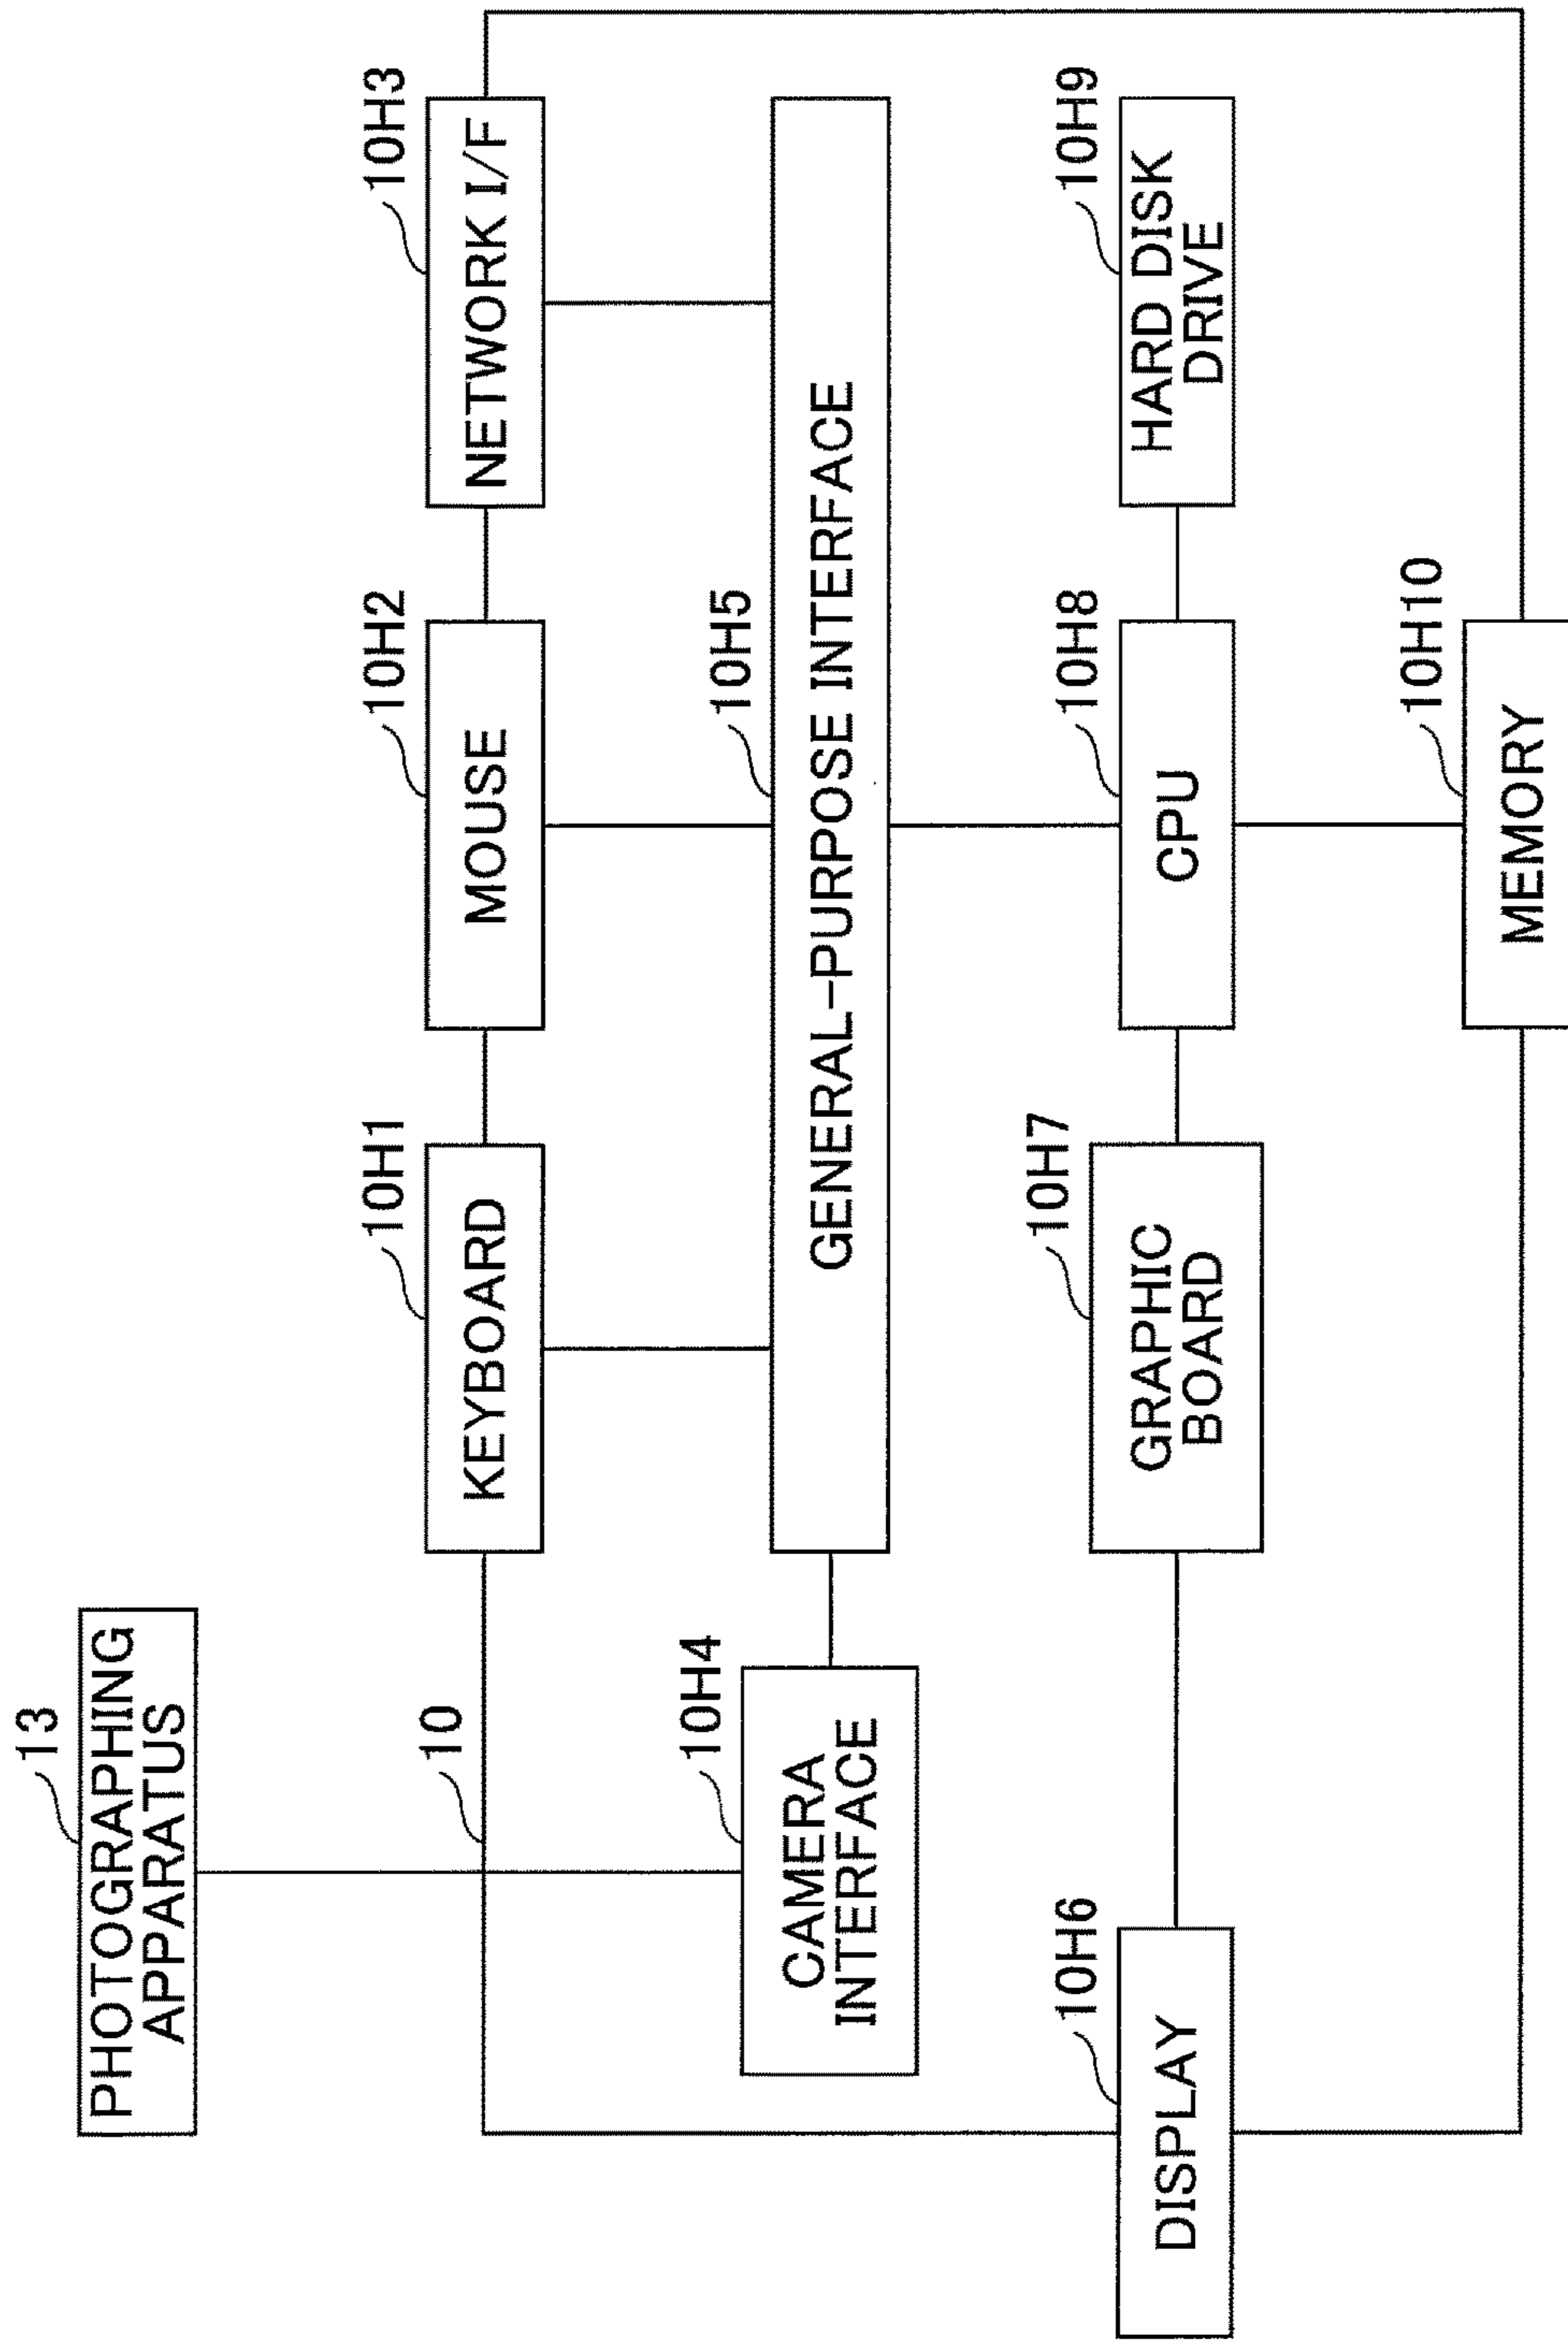 13
PHOTOGRAPHING
APPARATUS
10
10H1
KEYBOARD
10H2
MOUSE
10H3
NETWORK I/F
10H4
CAMERA
INTERFACE
10H5
GENERAL-PURPOSE INTERFACE
10H6
DISPLAY
10H7
GRAPHIC
BOARD
10H8
CPU
10H9
HARD DISK
DRIVE
10H10
MEMORY